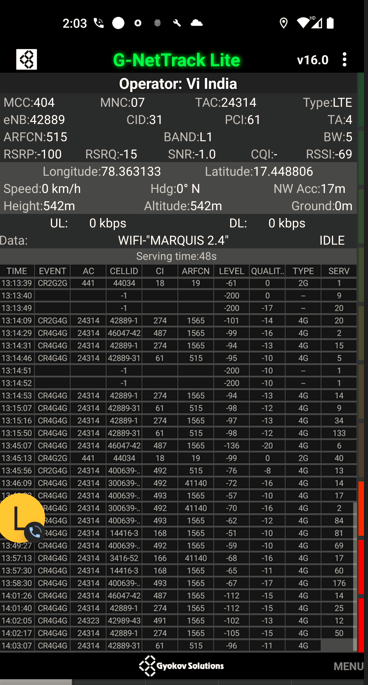 2:03
G-NetTrack Lite v16.0
Operator: Vi India
MCC:404 MNC:07 TAC:24314 Type:LTE
eNB:42889 CID:31 PCI:61 TA:4
ARFCN:515 BAND:L1 BW:5
RSRP:-100 RSRQ:-15 SNR:-1.0 CQI:- RSSI:-69
Longitude:78.363133 Latitude:17.448806
Speed:0 km/h Hdg:0° N NW Acc:17m
Height:542m Altitude:542m Ground:0m
UL: 0 kbps DL: 0 kbps
Data: WIFI-"MARQUIS 2.4" IDLE
Serving time:48s
TIME EVENT AC CELLID CI ARFCN LEVEL QUALIT.. TYPE SERV
13:13:39 CR2G2G 441 44034 18 19 -61 0 2G 1
13:13:40 -1 -200 0 – 9
13:13:49 -1 -200 -17 – 20
13:14:09 CR2G4G 24314 42889-1 274 1565 -101 -14 4G 20
13:14:29 CR4G4G 24314 46047-42 487 1565 -99 -16 4G 2
13:14:31 CR4G4G 24314 42889-1 274 1565 -94 -13 4G 15
13:14:46 CR4G4G 24314 42889-31 61 515 -95 -10 4G 5
13:14:51 -1 -200 -10 – 1
13:14:52 -1 -200 -10 – 1
13:14:53 CR4G4G 24314 42889-1 274 1565 -94 -13 4G 14
13:15:07 CR4G4G 24314 42889-31 61 515 -98 -12 4G 9
13:15:16 CR4G4G 24314 42889-1 274 1565 -97 -13 4G 34
13:15:50 CR4G4G 24314 42889-31 61 515 -98 -12 4G 133
13:45:07 CR4G4G 24314 46047-42 487 1565 -136 -20 4G 6
13:45:13 CR4G2G 441 44034 18 19 -99 0 2G 40
13:45:56 CR2G4G 24314 400639-.. 492 515 -76 -8 4G 13
13:46:09 CR4G4G 24314 300639-.. 492 41140 -72 -16 4G 14
CR4G4G 24314 400639-.. 493 1565 -57 -10 4G 17
CR4G4G 24314 300639-.. 492 41140 -70 -16 4G 2
CR4G4G 24314 400639-.. 493 1565 -62 -12 4G 84
CR4G4G 24314 14416-3 168 1565 -51 -10 4G 81
13:49:27 CR4G4G 24314 400639-.. 492 1565 -59 -10 4G 69
13:57:13 CR4G4G 24314 3416-52 166 41140 -68 -16 4G 17
13:57:30 CR4G4G 24314 14416-3 168 1565 -65 -11 4G 60
13:58:30 CR4G4G 24314 400639-.. 493 1565 -67 -17 4G 176
14:01:26 CR4G4G 24314 46047-42 487 1565 -112 -15 4G 14
14:01:40 CR4G4G 24314 42889-1 274 1565 -112 -15 4G 25
14:02:05 CR4G4G 24323 42989-43 491 1565 -102 -13 4G 12
14:02:17 CR4G4G 24314 42889-1 274 1565 -105 -15 4G 50
14:03:07 CR4G4G 24314 42889-31 61 515 -96 -11 4G
L
Gyokov Solutions MENU